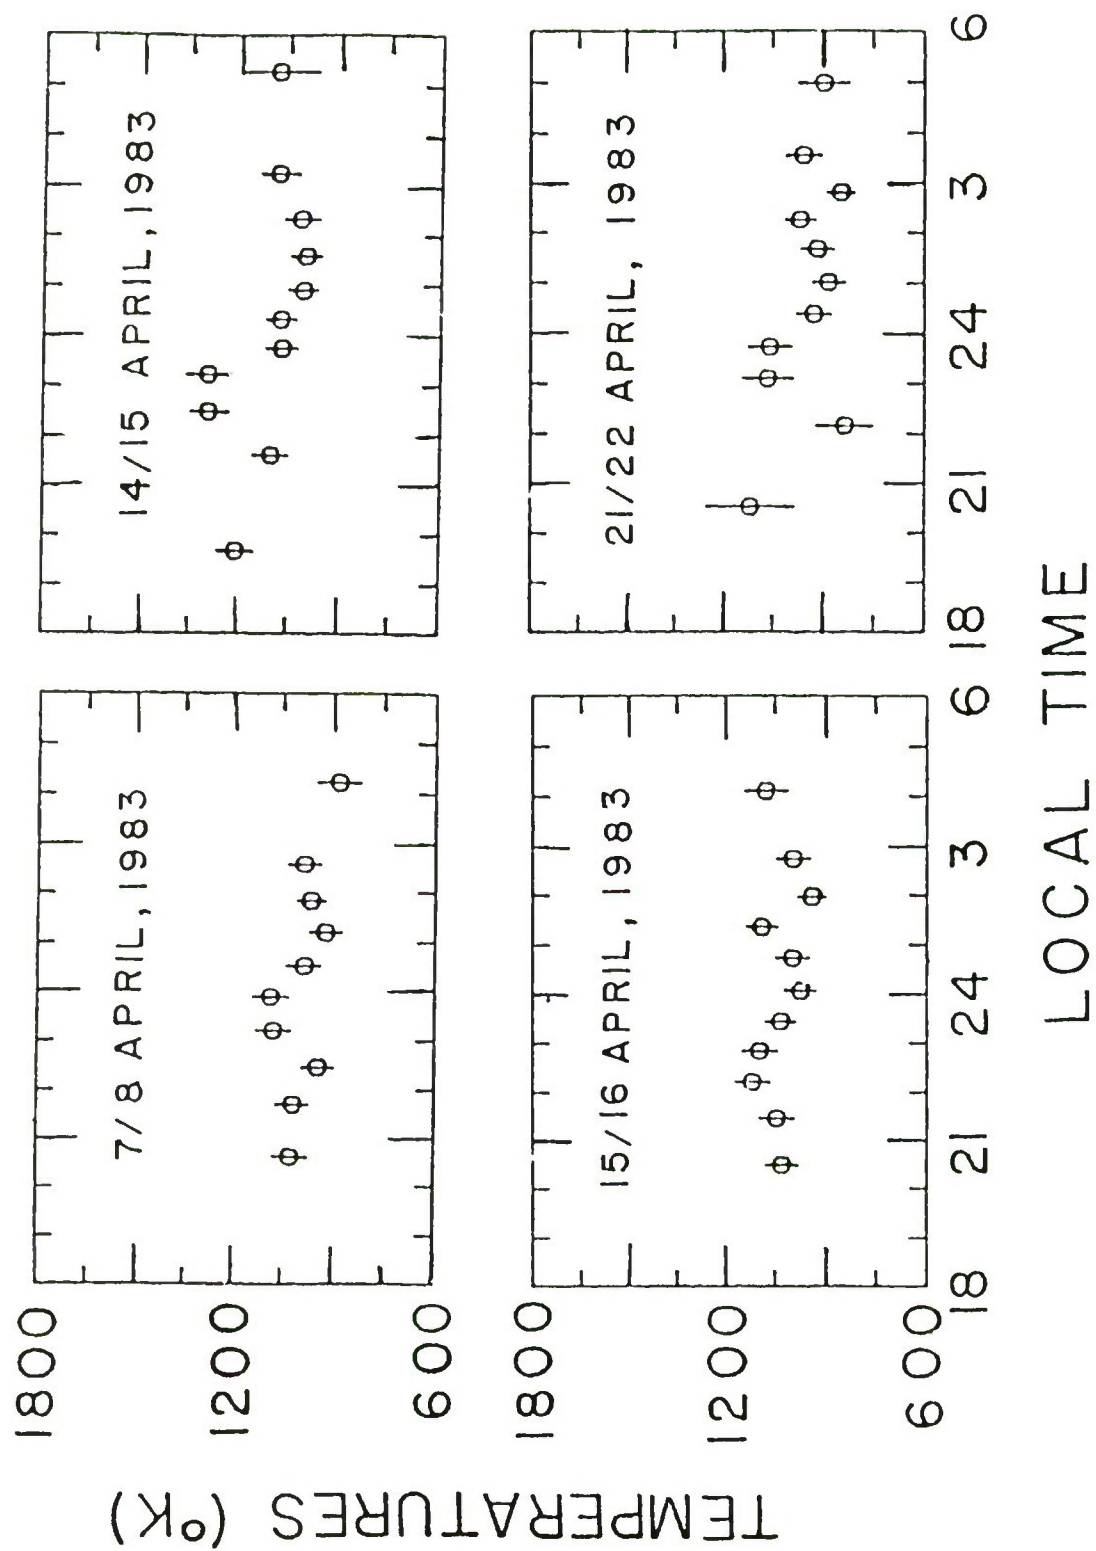 TEMPERATURES (°K)
1800
1200
600
1800
1200
600
7/8 APRIL, 1983
14/15 APRIL, 1983
15/16 APRIL, 1983
21/22 APRIL, 1983
18 21 24 3 6
18 21 24 3 6
LOCAL TIME